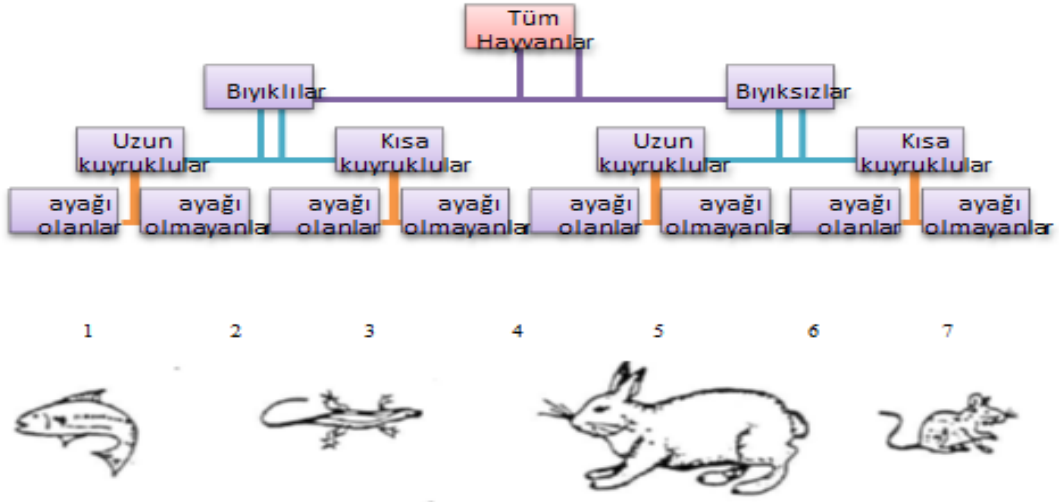 Tüm
Hayvanlar
Bıyıklılar
Bıyıksızlar
Uzun
kuyruklular
Kısa
kuyruklular
Uzun
kuyruklular
Kısa
kuyruklular
ayağı
olanlar
ayağı
olmayanlar
ayağı
olanlar
ayağı
olmayanlar
ayağı
olanlar
ayağı
olmayanlar
ayağı
olanlar
ayağı
olmayanlar
1 2 3 4 5 6 7